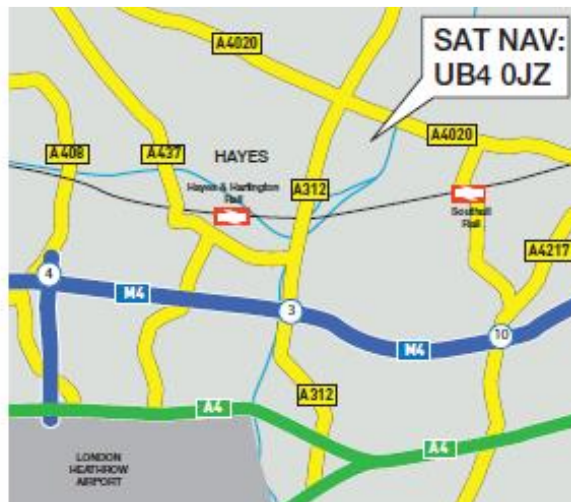 A4020
SAT NAV:
UB4 0JZ
A4020
A408
A437
HAYES
Hayes & Harlington
Rail
A312
Southall
Rail
A4217
4
M4
3
10
M4
A312
A4
A4
LONDON
HEATHROW
AIRPORT